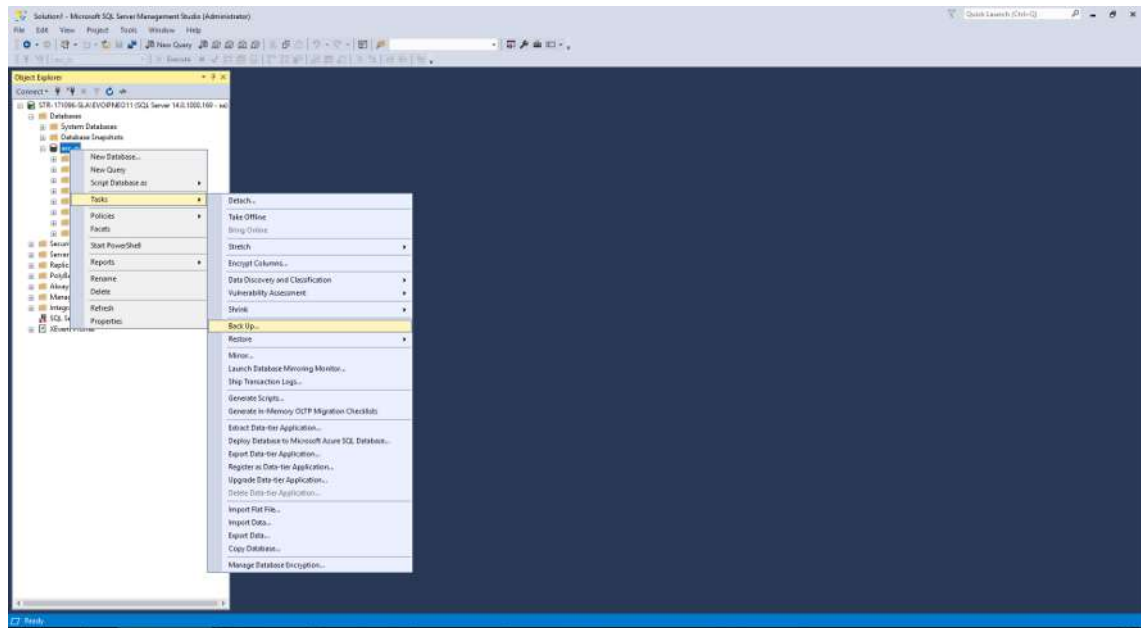 Solution1 - Microsoft SQL Server Management Studio (Administrator)
Quick Launch (Ctrl+Q)
File Edit View Project Tools Window Help
New Query
Execute
Object Explorer
Connect
Databases
System Databases
Database Snapshots
New Database...
New Query
Script Database as
Tasks
Policies
Facets
Start PowerShell
Reports
Rename
Delete
Refresh
Properties
Detach...
Take Offline
Bring Online
Stretch
Encrypt Columns...
Data Discovery and Classification
Vulnerability Assessment
Shrink
Back Up...
Restore
Mirror...
Launch Database Mirroring Monitor...
Ship Transaction Logs...
Generate Scripts...
Generate In-Memory OLTP Migration Checklists
Extract Data-tier Application...
Deploy Database to Microsoft Azure SQL Database...
Export Data-tier Application...
Register as Data-tier Application...
Upgrade Data-tier Application...
Delete Data-tier Application...
Import Flat File...
Import Data...
Export Data...
Copy Database...
Manage Database Encryption...
Ready